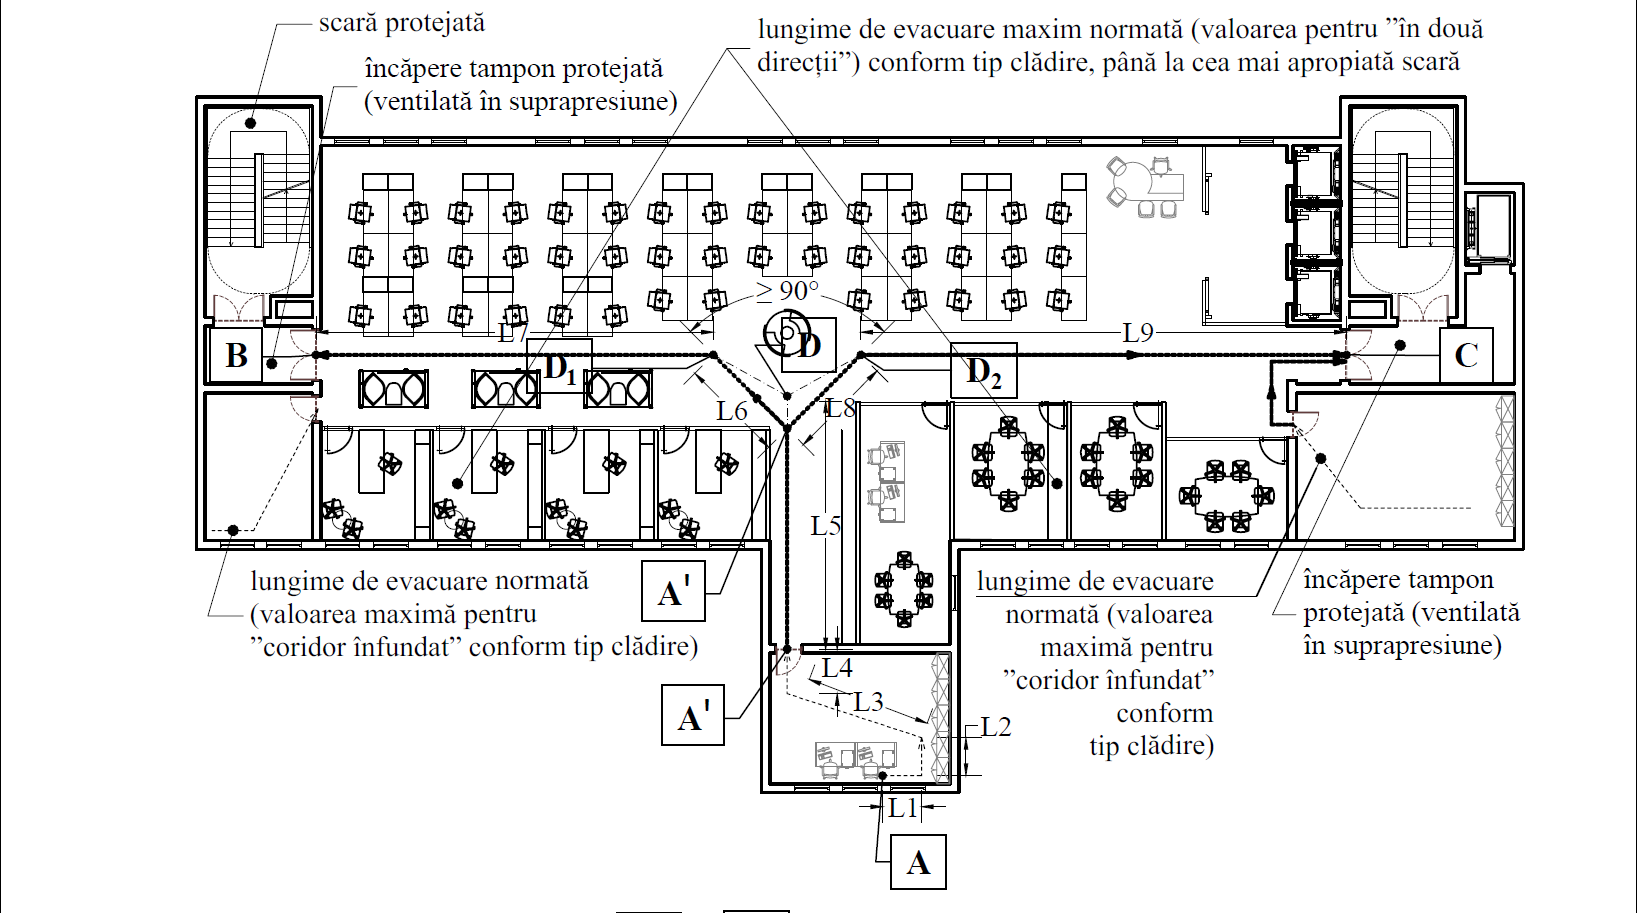 scară protejată
încăpere tampon protejată
(ventilată în suprapresiune)
lungime de evacuare maxim normată (valoarea pentru ”în două
direcții”) conform tip clădire, până la cea mai apropiată scară
≥ 90°
L7
L9
B
D
C
D1
D2
L6
L8
L5
A'
lungime de evacuare normată
(valoarea maximă pentru
”coridor înfundat” conform tip clădire)
lungime de evacuare
normată (valoarea
maximă pentru
”coridor înfundat”
conform
tip clădire)
încăpere tampon
protejată (ventilată
în suprapresiune)
A'
L4
L3
L2
L1
A